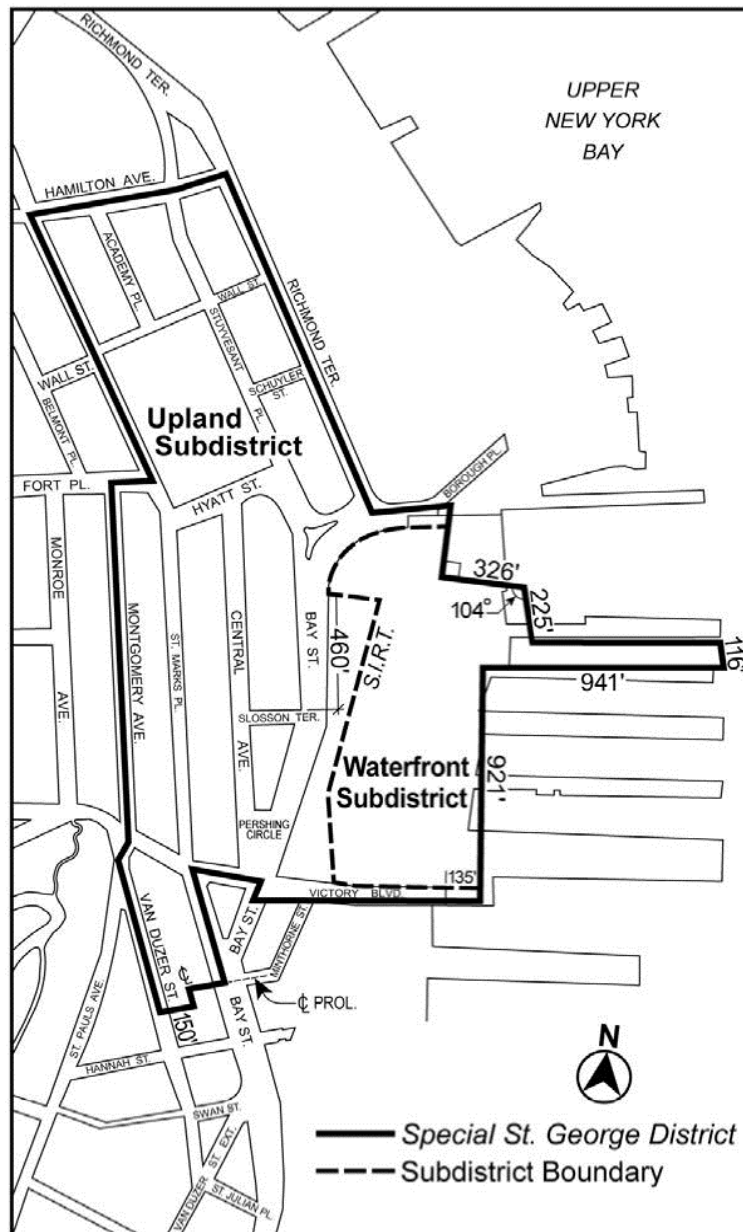 RICHMOND TER.
UPPER
NEW YORK
BAY
HAMILTON AVE.
ACADEMY PL.
WALL ST.
STUYVESANT
PL.
RICHMOND TER.
SCHUYLER
ST.
WALL ST.
BELMONT PL.
Upland
Subdistrict
FORT PL.
HYATT ST.
BOROUGH PL.
MONROE
AVE.
MONTGOMERY AVE.
ST. MARKS PL.
CENTRAL
AVE.
BAY ST.
460'
S.I.R.T.
326'
104°
225'
116'
941'
SLOSSON TER.
Waterfront
Subdistrict
921'
PERSHING
CIRCLE
135'
VICTORY BLVD.
VAN DUZER ST.
BAY ST.
MINTHORNE ST.
℄ PROL.
150'
ST. PAULS AVE.
BAY ST.
HANNAH ST.
SWAN ST.
VAN DUZER ST. EXT.
ST JULIAN PL.
N
Special St. George District
Subdistrict Boundary